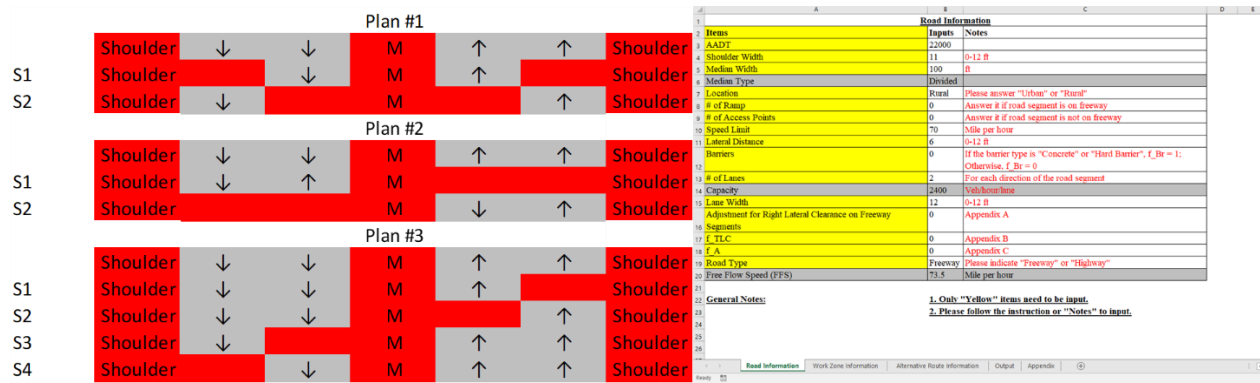 Plan #1
Shoulder ↓ ↓ M ↑ ↑ Shoulder
S1 Shoulder ↓ M ↑ Shoulder
S2 Shoulder ↓ M ↑ Shoulder
Plan #2
Shoulder ↓ ↓ M ↑ ↑ Shoulder
S1 Shoulder ↓ ↑ M Shoulder
S2 Shoulder M ↓ ↑ Shoulder
Plan #3
Shoulder ↓ ↓ M ↑ ↑ Shoulder
S1 Shoulder ↓ ↓ M ↑ Shoulder
S2 Shoulder ↓ ↓ M ↑ Shoulder
S3 Shoulder ↓ M ↑ ↑ Shoulder
S4 Shoulder ↓ M ↑ ↑ Shoulder
A B C D E
1 Road Information
2 Items Inputs Notes
3 AADT 22000
4 Shoulder Width 11 0-12 ft
5 Median Width 100 ft
6 Median Type Divided
7 Location Rural Please answer "Urban" or "Rural"
8 # of Ramp 0 Answer it if road segment is on freeway
9 # of Access Points 0 Answer it if road segment is not on freeway
10 Speed Limit 70 Mile per hour
11 Lateral Distance 6 0-12 ft
Barriers 0 If the barrier type is "Concrete" or "Hard Barrier", f_Br = 1;
12 Otherwise, f_Br = 0
13 # of Lanes 2 For each direction of the road segment
14 Capacity 2400 Veh/hour/lane
15 Lane Width 12 0-12 ft
Adjustment for Right Lateral Clearance on Freeway 0 Appendix A
16 Segments
17 f_TLC 0 Appendix B
18 f_A 0 Appendix C
19 Road Type Freeway Please indicate "Freeway" or "Highway"
20 Free Flow Speed (FFS) 73.5 Mile per hour
21
22 General Notes: 1. Only "Yellow" items need to be input.
23 2. Please follow the instruction or "Notes" to input.
24
25
26
Road Information Work Zone Information Alternative Route Information Output Appendix
Ready